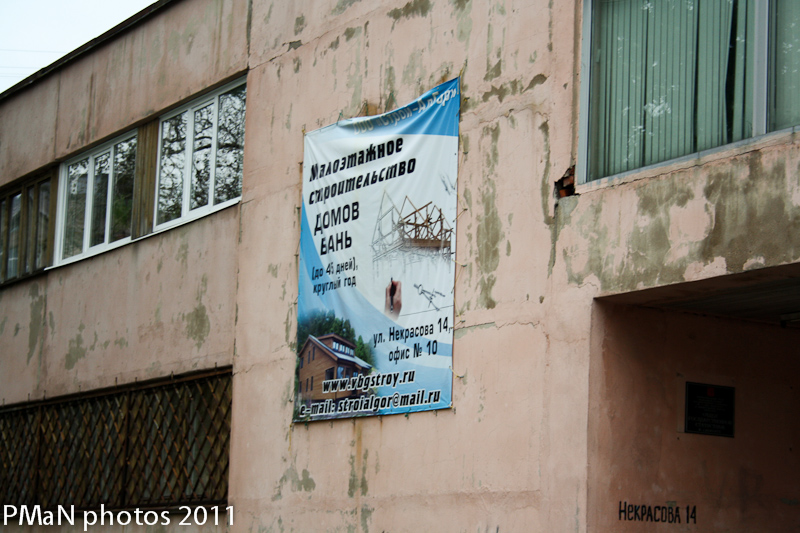 Малоэтажное
строительство
ДОМОВ
БАНЬ
(до 45 дней),
круглый год
ул. Некрасова 14,
офис № 10
www.vbgstroy.ru
e-mail: stroialgor@mail.ru
Некрасова 14
PMaN photos 2011